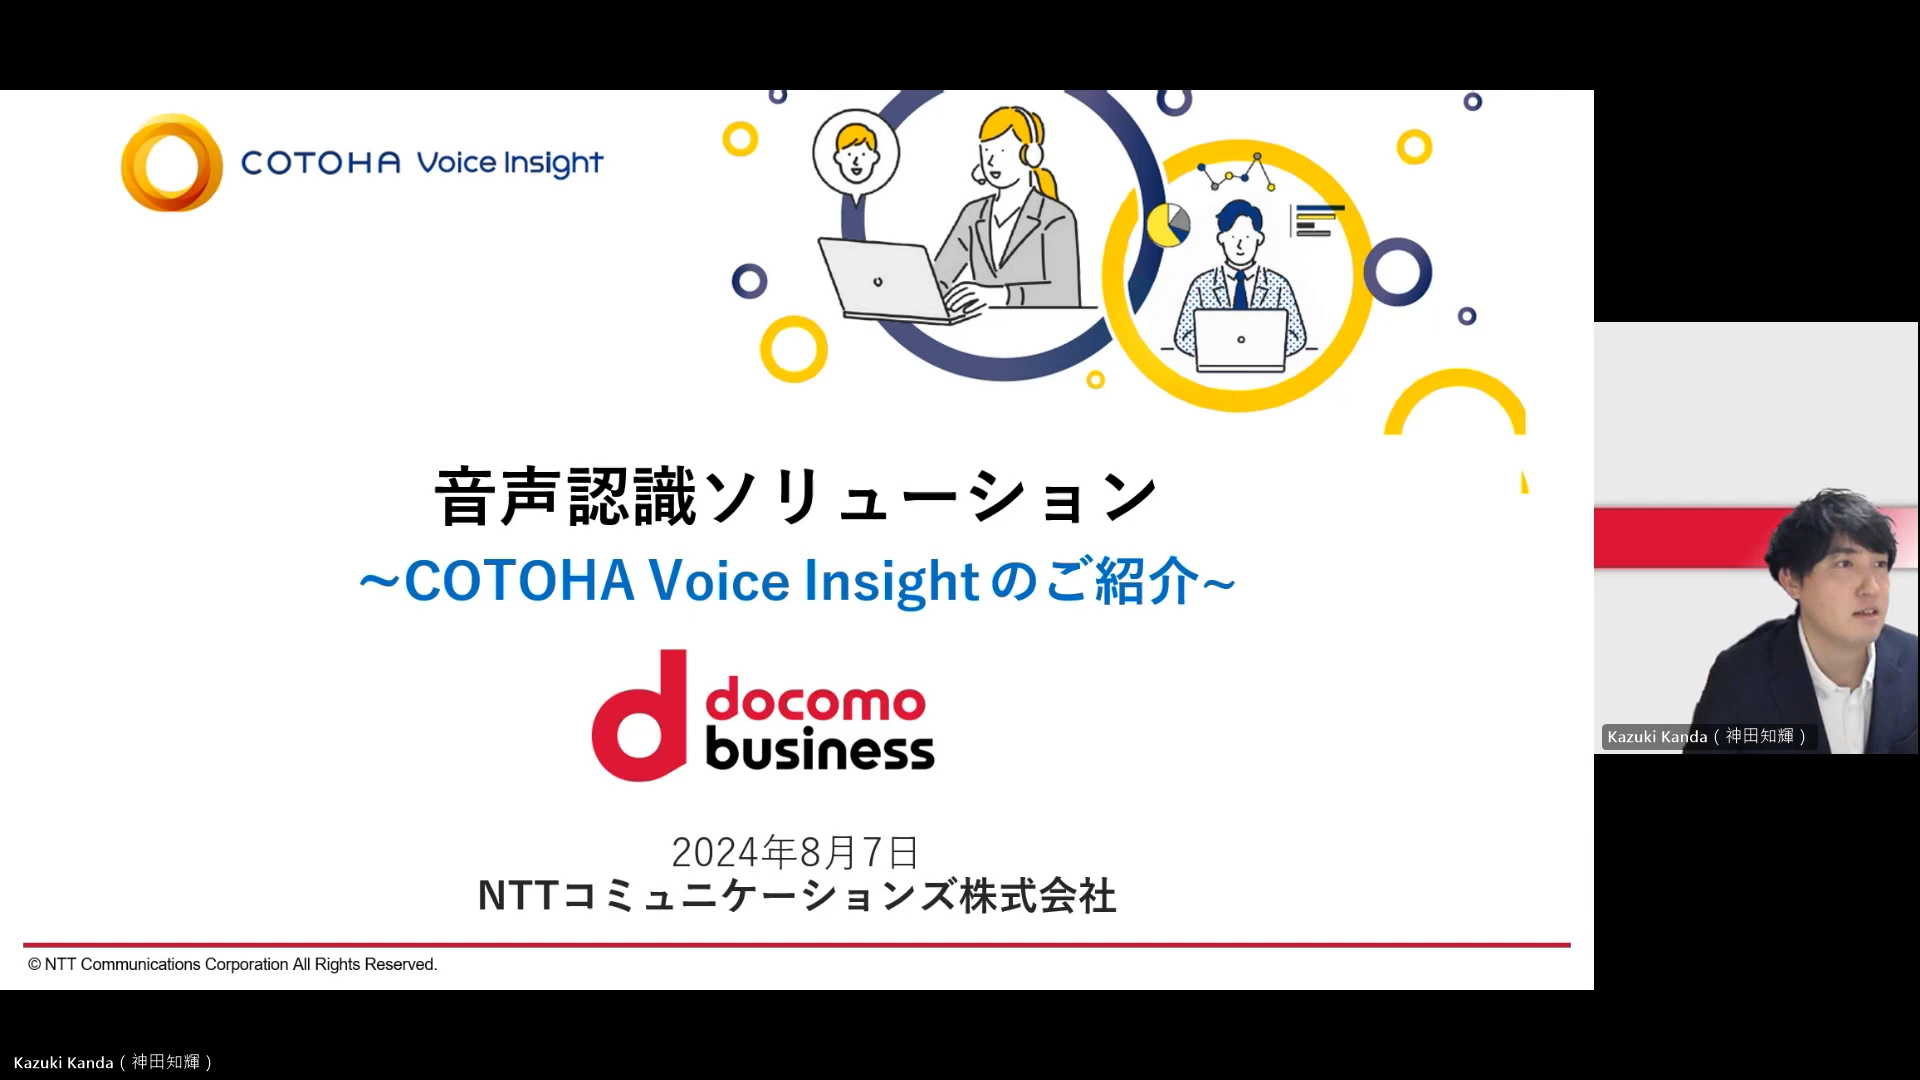 COTOHA Voice Insight
音声認識ソリューション
~COTOHA Voice Insightのご紹介~
docomo
business
2024年8月7日
NTTコミュニケーションズ株式会社
© NTT Communications Corporation All Rights Reserved.
Kazuki Kanda ( 神田知輝 )
Kazuki Kanda ( 神田知輝 )